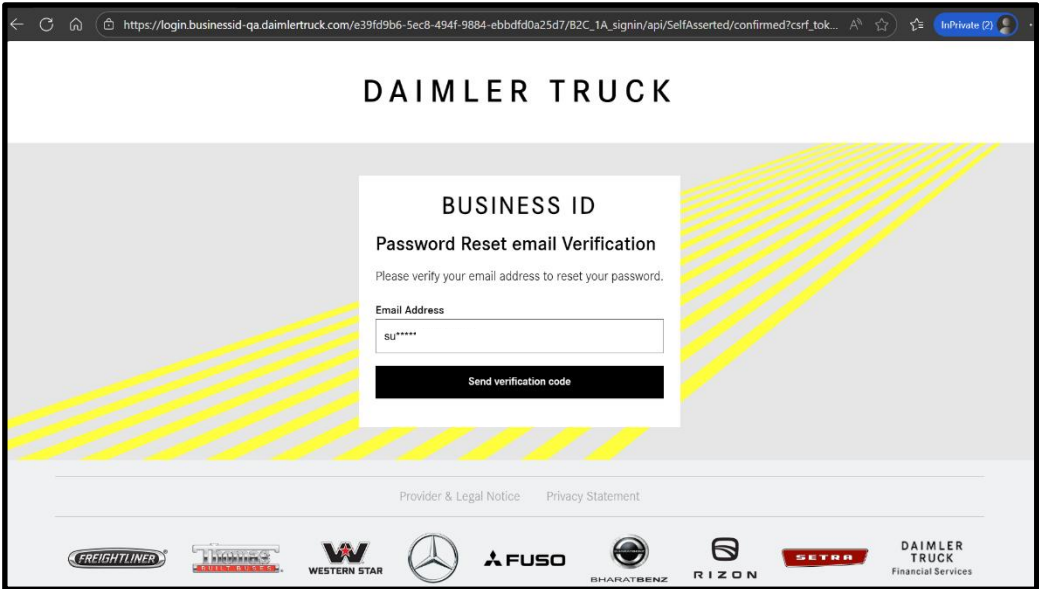 https://login.businessid-qa.daimlertruck.com/e39fd9b6-5ec8-494f-9884-ebbdfd0a25d7/B2C_1A_signin/api/SelfAsserted/confirmed?csrf_tok...
InPrivate (2)
DAIMLER TRUCK
BUSINESS ID
Password Reset email Verification
Please verify your email address to reset your password.
Email Address
su*****
Send verification code
Provider & Legal Notice Privacy Statement
FREIGHTLINER
Thomas
BUILT BUSES
WESTERN STAR
FUSO
BHARATBENZ
RIZON
SETRA
DAIMLER
TRUCK
Financial Services